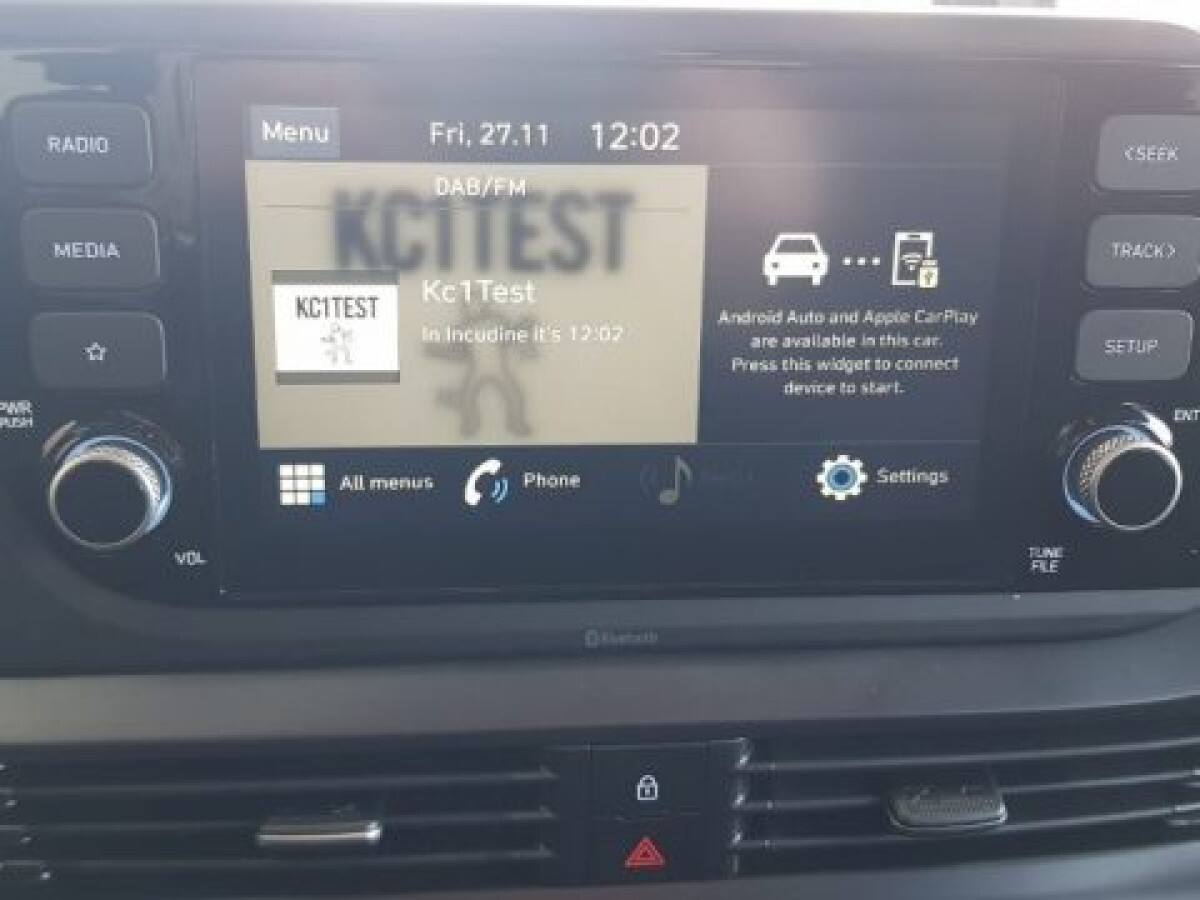 RADIO
MEDIA
PWR
PUSH
VOL
Menu
Fri, 27.11
12:02
DAB/FM
KC1TEST
KC1TEST
Kc1Test
In Incudine it's 12:02
Android Auto and Apple CarPlay
are available in this car.
Press this widget to connect
device to start.
All menus
Phone
Settings
<SEEK
TRACK>
SETUP
ENT
TUNE
FILE
Bluetooth